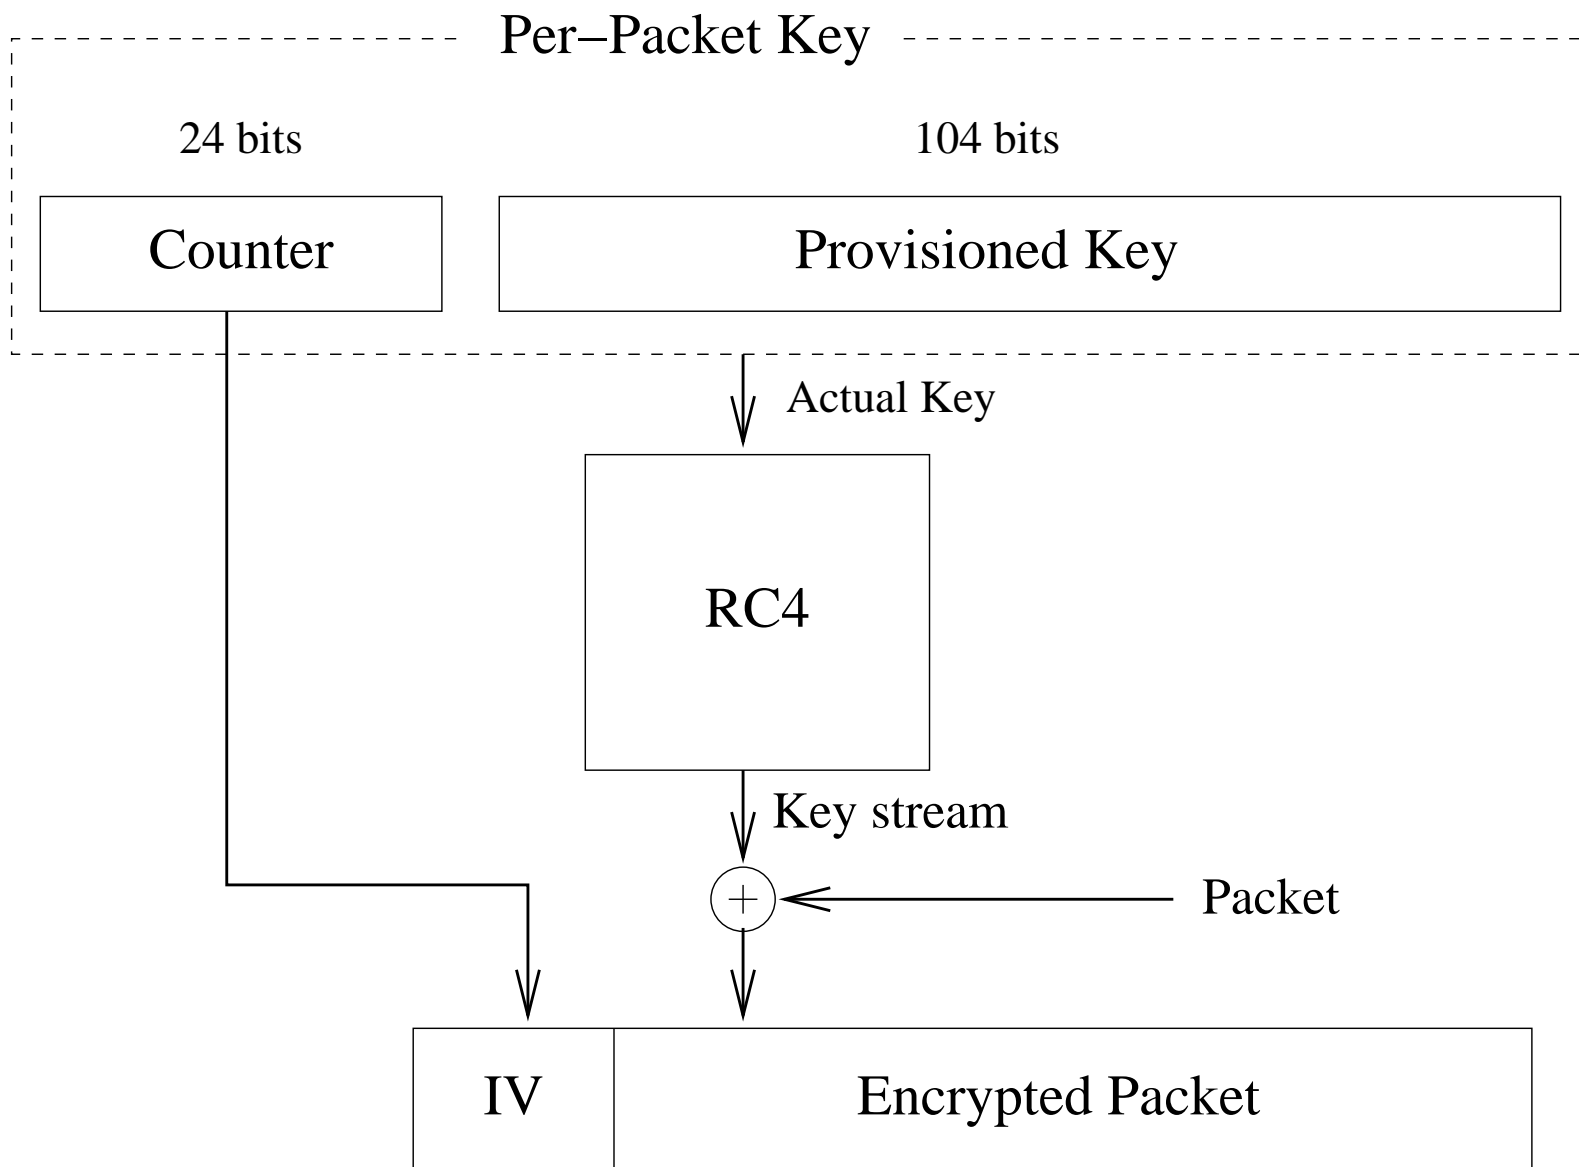 Per–Packet Key
24 bits
104 bits
Counter
Provisioned Key
Actual Key
RC4
Key stream
+
Packet
IV
Encrypted Packet